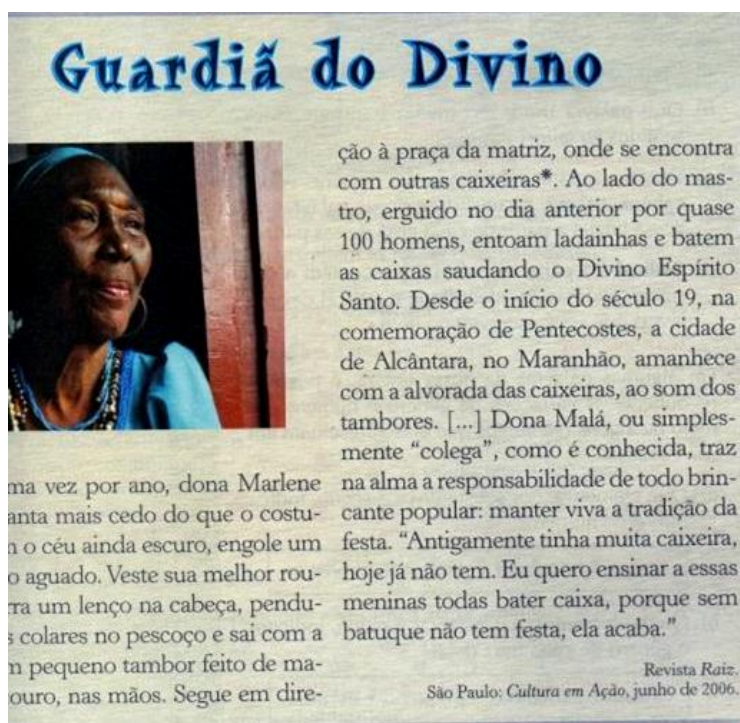 Guardiã do Divino
ma vez por ano, dona Marlene
anta mais cedo do que o costu-
o céu ainda escuro, engole um
o aguado. Veste sua melhor rou-
ra um lenço na cabeça, pendu-
s colares no pescoço e sai com a
pequeno tambor feito de ma-
ouro, nas mãos. Segue em dire-
ção à praça da matriz, onde se encontra
com outras caixeiras*. Ao lado do mas-
tro, erguido no dia anterior por quase
100 homens, entoam ladainhas e batem
as caixas saudando o Divino Espírito
Santo. Desde o início do século 19, na
comemoração de Pentecostes, a cidade
de Alcântara, no Maranhão, amanhece
com a alvorada das caixeiras, ao som dos
tambores. [...] Dona Malá, ou simples-
mente “colega”, como é conhecida, traz
na alma a responsabilidade de todo brin-
cante popular: manter viva a tradição da
festa. “Antigamente tinha muita caixeira,
hoje já não tem. Eu quero ensinar a essas
meninas todas bater caixa, porque sem
batuque não tem festa, ela acaba.”
Revista Raiz.
São Paulo: Cultura em Ação, junho de 2006.